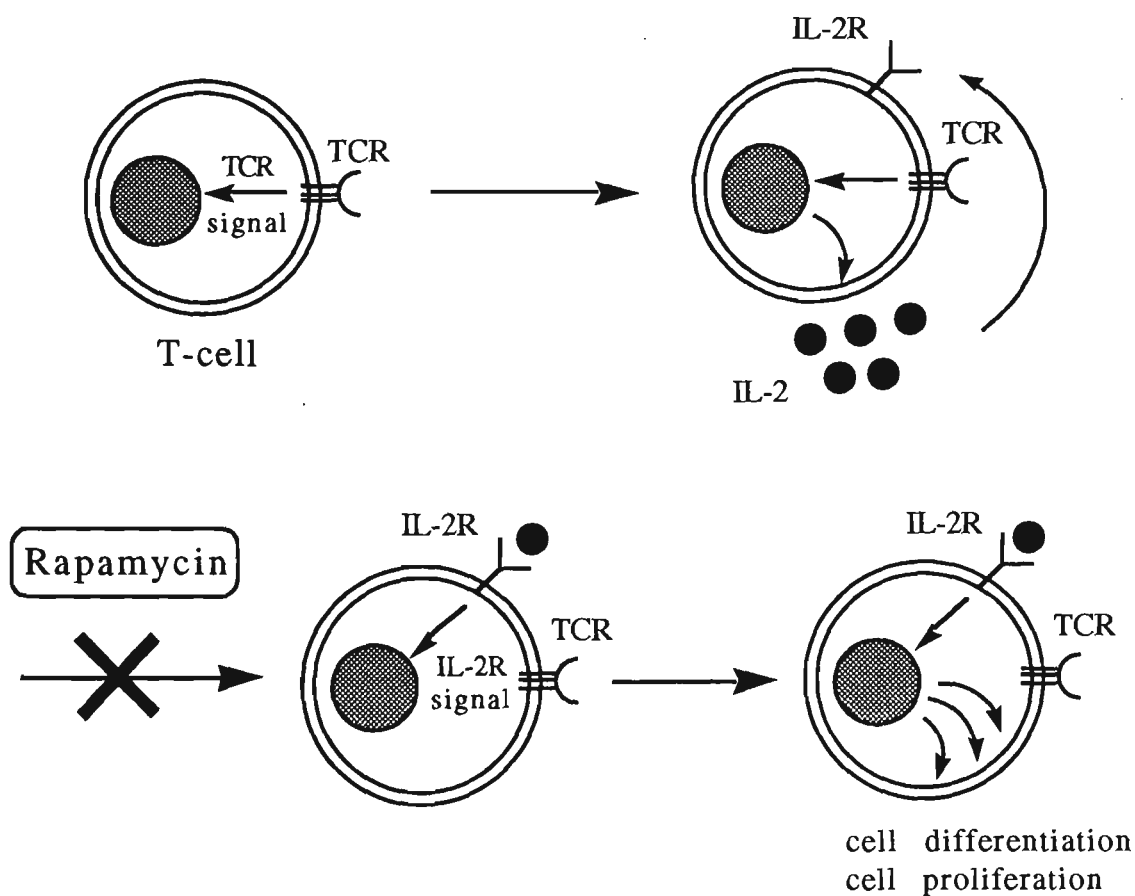 IL-2R
TCR
TCR
signal
TCR
T-cell
IL-2
Rapamycin
IL-2R
TCR
IL-2R
signal
IL-2R
TCR
cell differentiation
cell proliferation